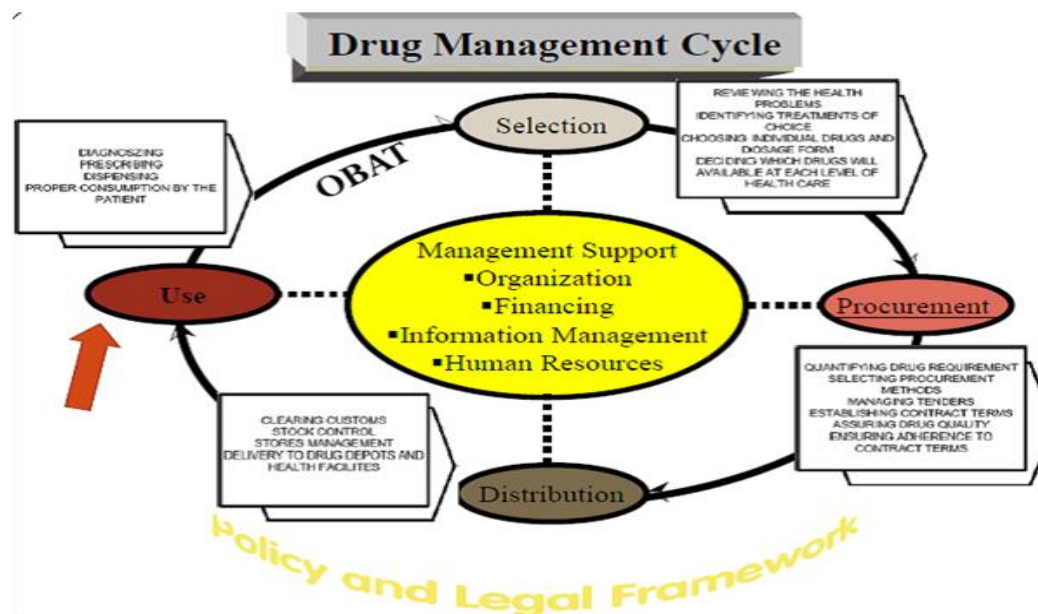 Drug Management Cycle
Selection
REVIEWING THE HEALTH
PROBLEMS
IDENTIFYING TREATMENTS OF
CHOICE
CHOOSING INDIVIDUAL DRUGS AND
DOSAGE FORM
DECIDING WHICH DRUGS WILL
AVAILABLE AT EACH LEVEL OF
HEALTH CARE
DIAGNOSZING
PRESCRIBING
DISPENSING
PROPER CONSUMPTION BY THE
PATIENT
OBAT
Management Support
▪Organization
▪Financing
▪Information Management
▪Human Resources
Use
Procurement
QUANTIFYING DRUG REQUIREMENT
SELECTING PROCUREMENT
METHODS
MANAGING TENDERS
ESTABLISHING CONTRACT TERMS
ASSURING DRUG QUALITY
ENSURING ADHERENCE TO
CONTRACT TERMS
CLEARING CUSTOMS
STOCK CONTROL
STORES MANAGEMENT
DELIVERY TO DRUG DEPOTS AND
HEALTH FACILITES
Distribution
Policy and Legal Framework